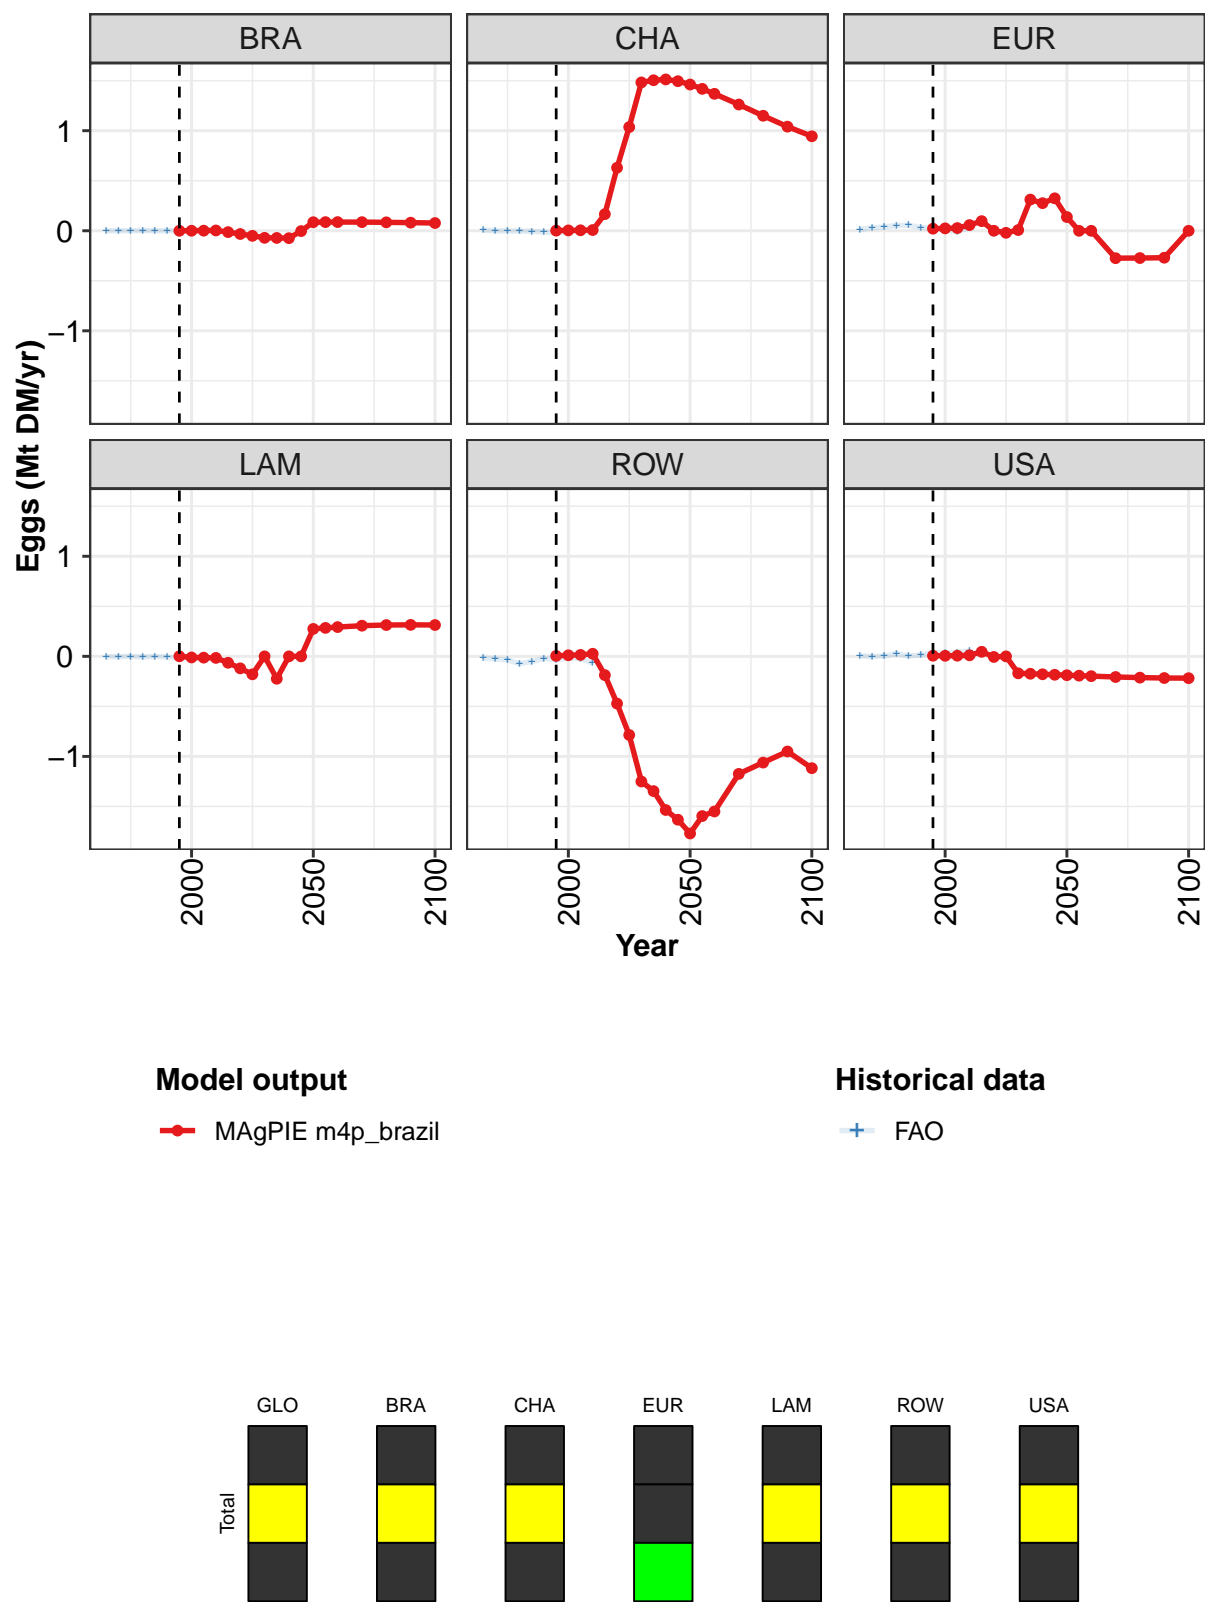 BRA CHA EUR
1
0
−1
LAM ROW USA
1
0
−1
Eggs (Mt DM/yr)
2000 2050 2100 2000 2050 2100 2000 2050 2100
Year
Model output Historical data
MAgPIE m4p_brazil FAO
GLO BRA CHA EUR LAM ROW USA
Total